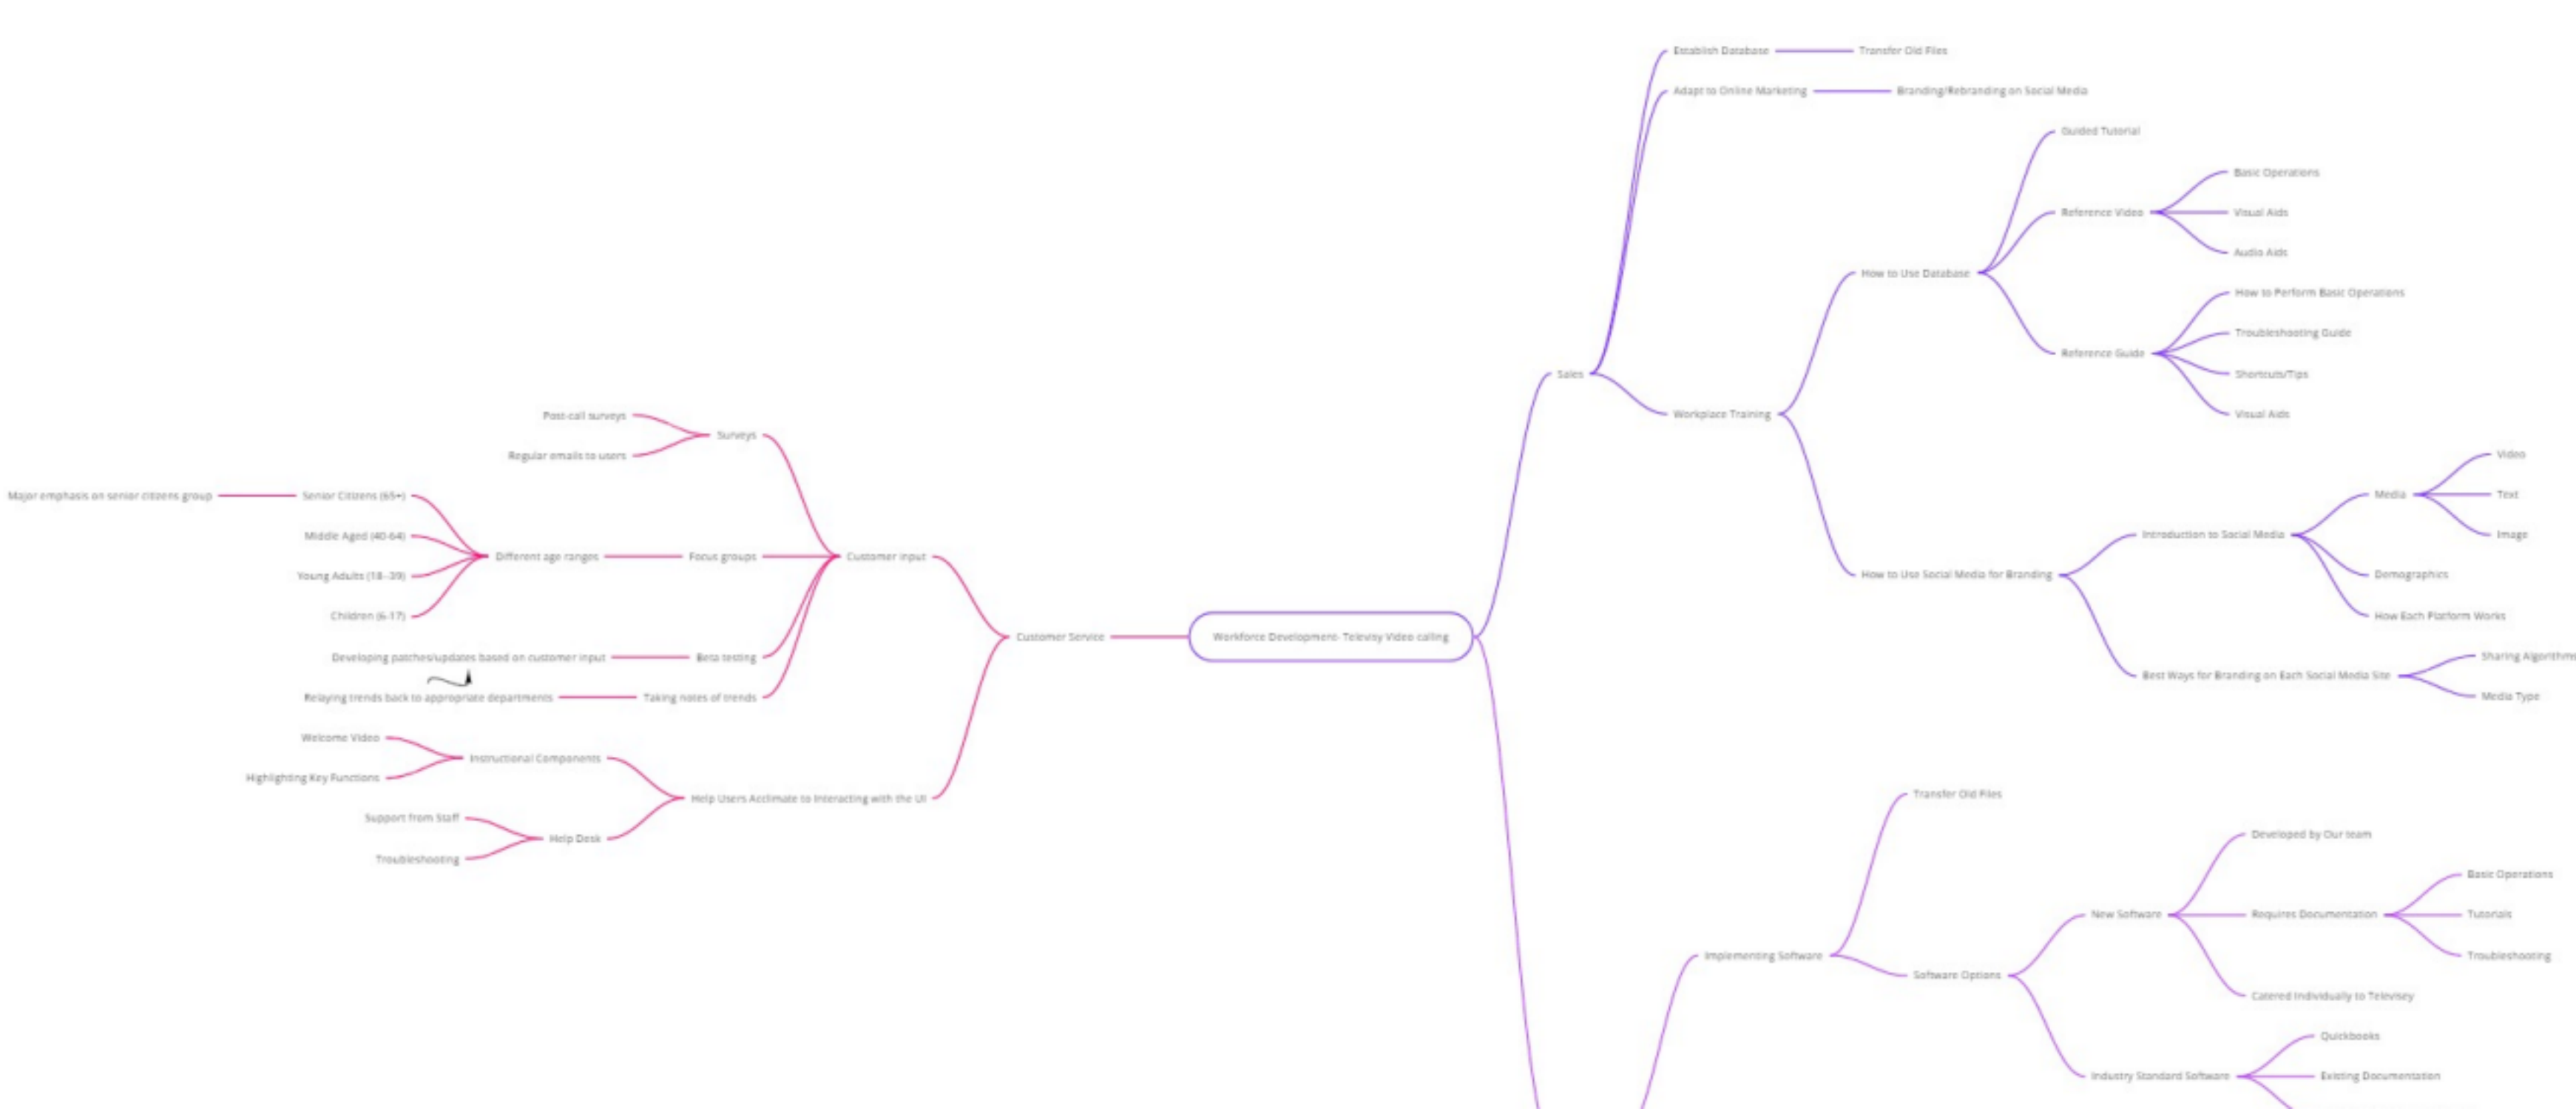 Establish Database
Transfer Old Files
Adapt to Online Marketing
Branding/Rebranding on Social Media
Guided Tutorial
Basic Operations
Reference Video
Visual Aids
Audio Aids
How to Use Database
How to Perform Basic Operations
Troubleshooting Guide
Reference Guide
Shortcuts/Tips
Visual Aids
Sales
Workplace Training
Video
Media
Text
Image
Introduction to Social Media
Demographics
How Each Platform Works
How to Use Social Media for Branding
Best Ways for Branding on Each Social Media Site
Sharing Algorithms
Media Type
Post-call surveys
Surveys
Regular emails to users
Major emphasis on senior citizens group
Senior Citizens (65+)
Middle Aged (40-64)
Different age ranges
Focus groups
Customer input
Young Adults (18--39)
Children (6-17)
Customer Service
Workforce Development- Televisy Video calling
Developing patches/updates based on customer input
Beta testing
Relaying trends back to appropriate departments
Taking notes of trends
Welcome Video
Instructional Components
Highlighting Key Functions
Help Users Acclimate to Interacting with the UI
Support from Staff
Help Desk
Troubleshooting
Transfer Old Files
Developed by Our team
Basic Operations
New Software
Requires Documentation
Tutorials
Troubleshooting
Implementing Software
Software Options
Catered Individually to Televisey
Quickbooks
Industry Standard Software
Existing Documentation